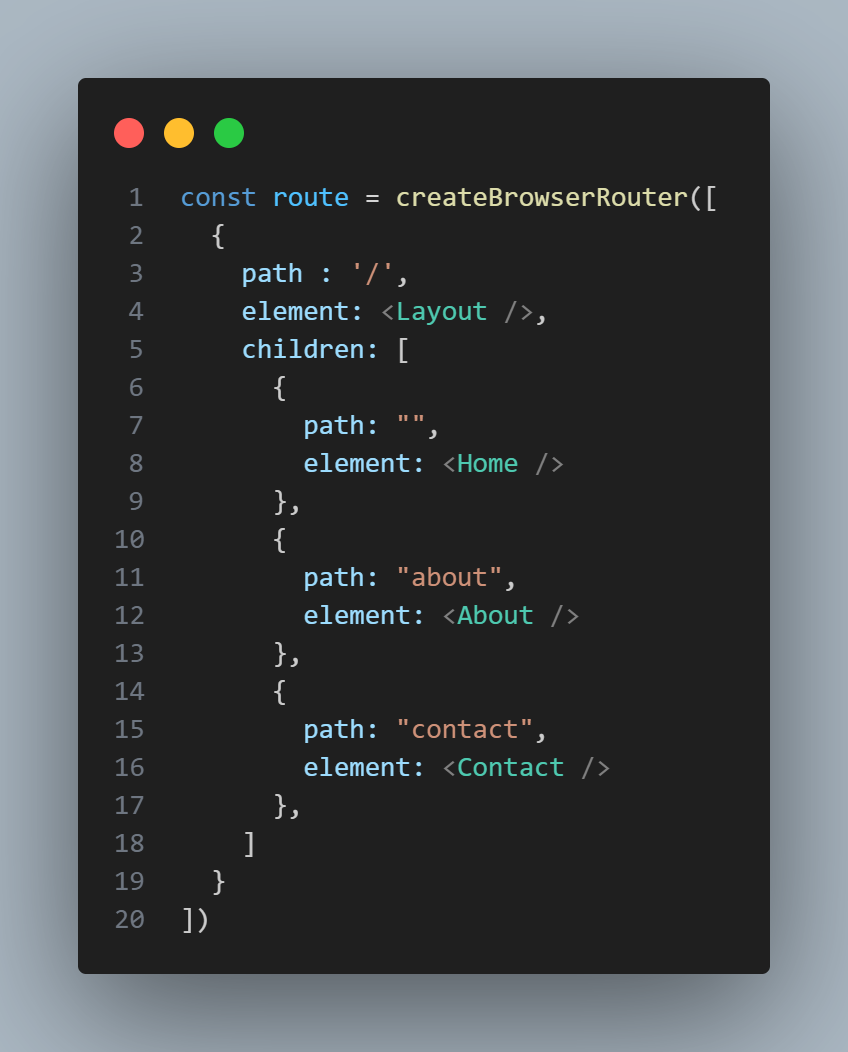 1 const route = createBrowserRouter([
2   {
3     path : '/',
4     element: <Layout />,
5     children: [
6       {
7         path: "",
8         element: <Home />
9       },
10       {
11         path: "about",
12         element: <About />
13       },
14       {
15         path: "contact",
16         element: <Contact />
17       },
18     ]
19   }
20 ])